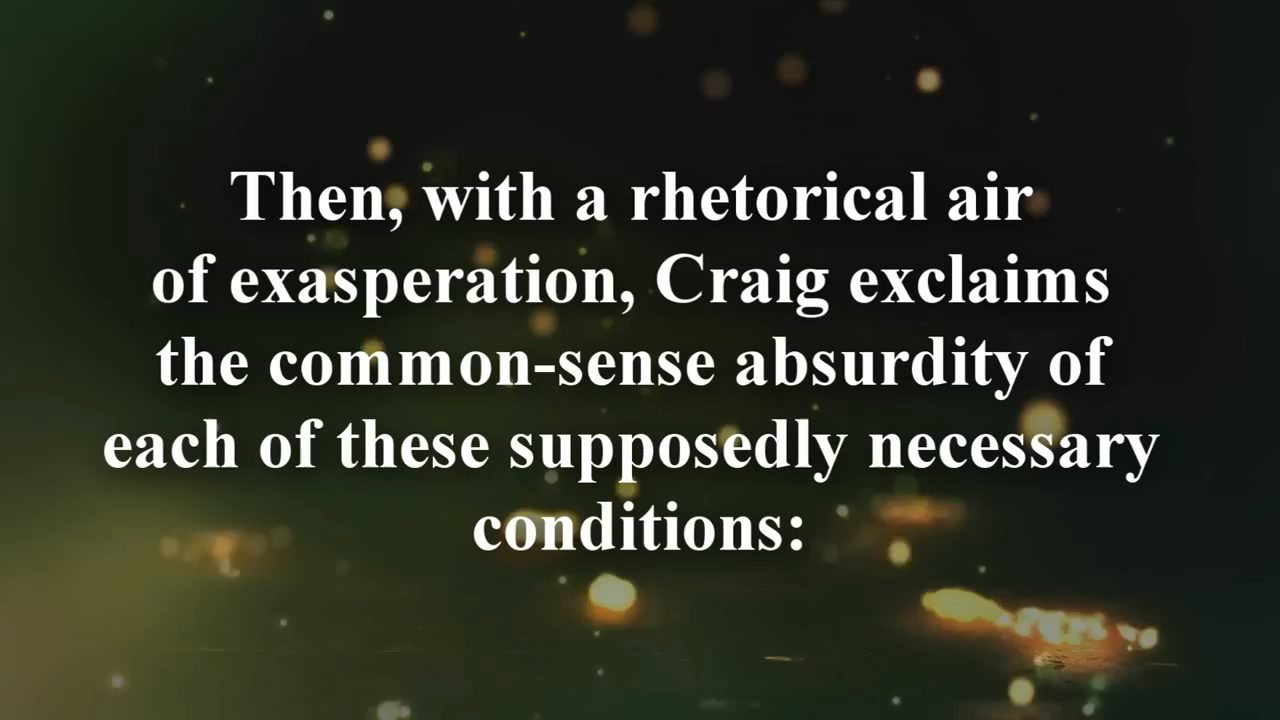 Then, with a rhetorical air
of exasperation, Craig exclaims
the common-sense absurdity of
each of these supposedly necessary
conditions: